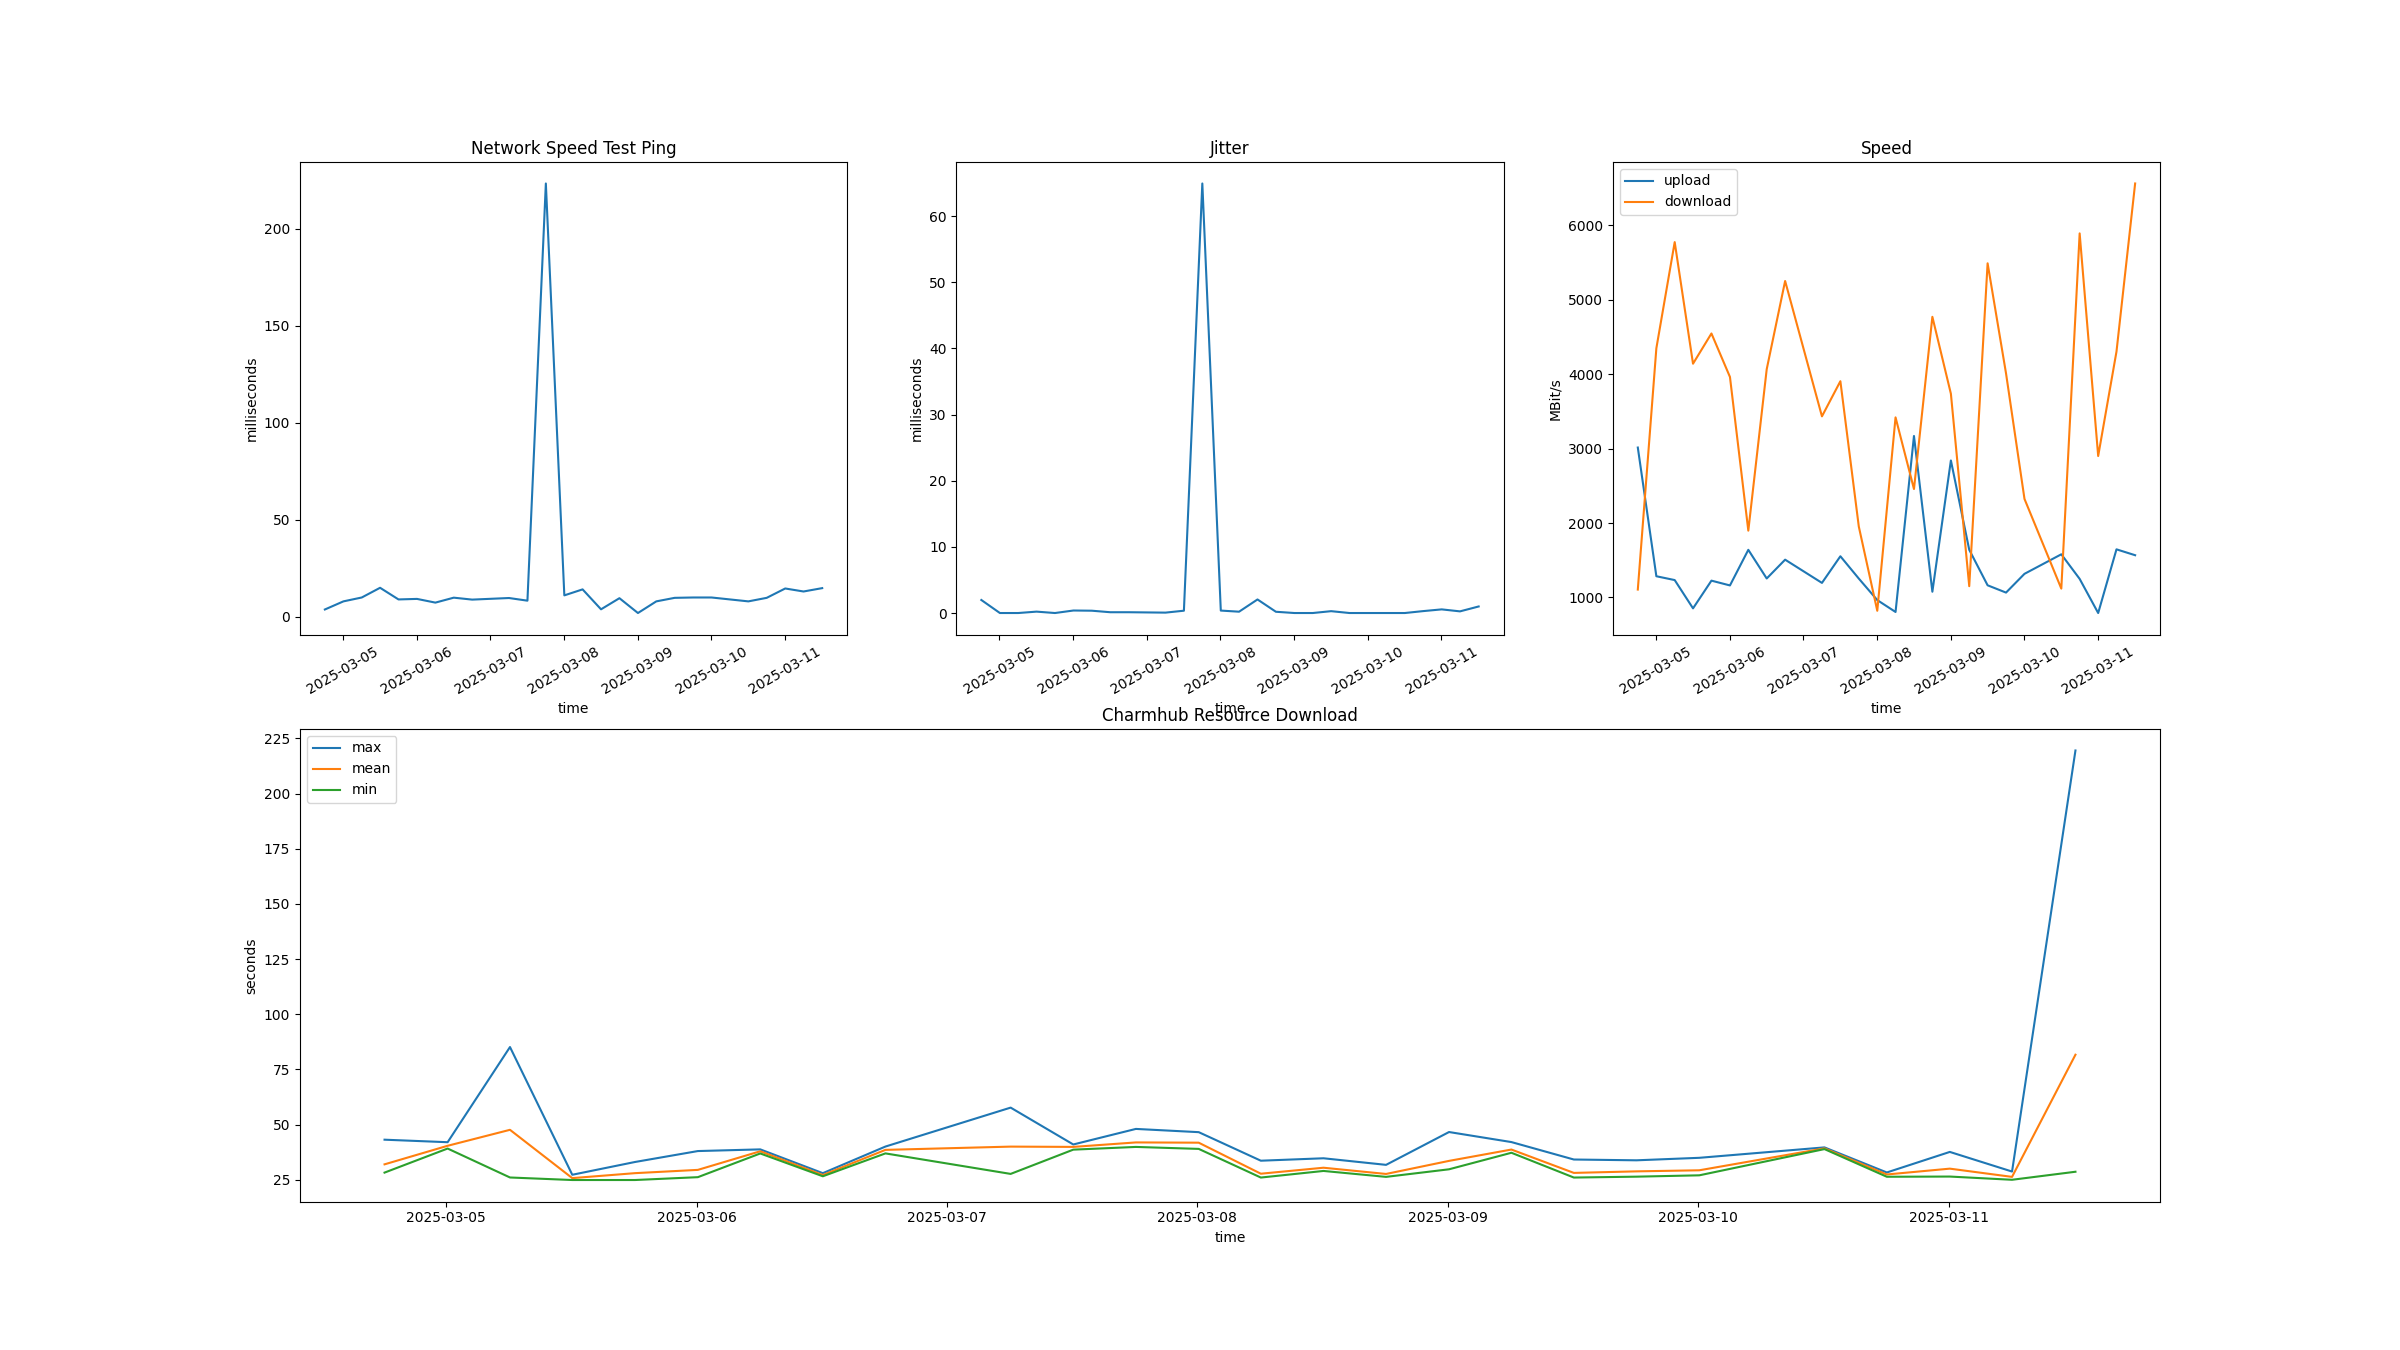 Network Speed Test Ping
milliseconds
200
150
100
50
0
2025-03-05 2025-03-06 2025-03-07 2025-03-08 2025-03-09 2025-03-10 2025-03-11
time
Jitter
milliseconds
60
50
40
30
20
10
0
2025-03-05 2025-03-06 2025-03-07 2025-03-08 2025-03-09 2025-03-10 2025-03-11
time
Speed
upload
download
MBit/s
6000
5000
4000
3000
2000
1000
2025-03-05 2025-03-06 2025-03-07 2025-03-08 2025-03-09 2025-03-10 2025-03-11
time
Charmhub Resource Download
max
mean
min
seconds
225
200
175
150
125
100
75
50
25
2025-03-05 2025-03-06 2025-03-07 2025-03-08 2025-03-09 2025-03-10 2025-03-11
time